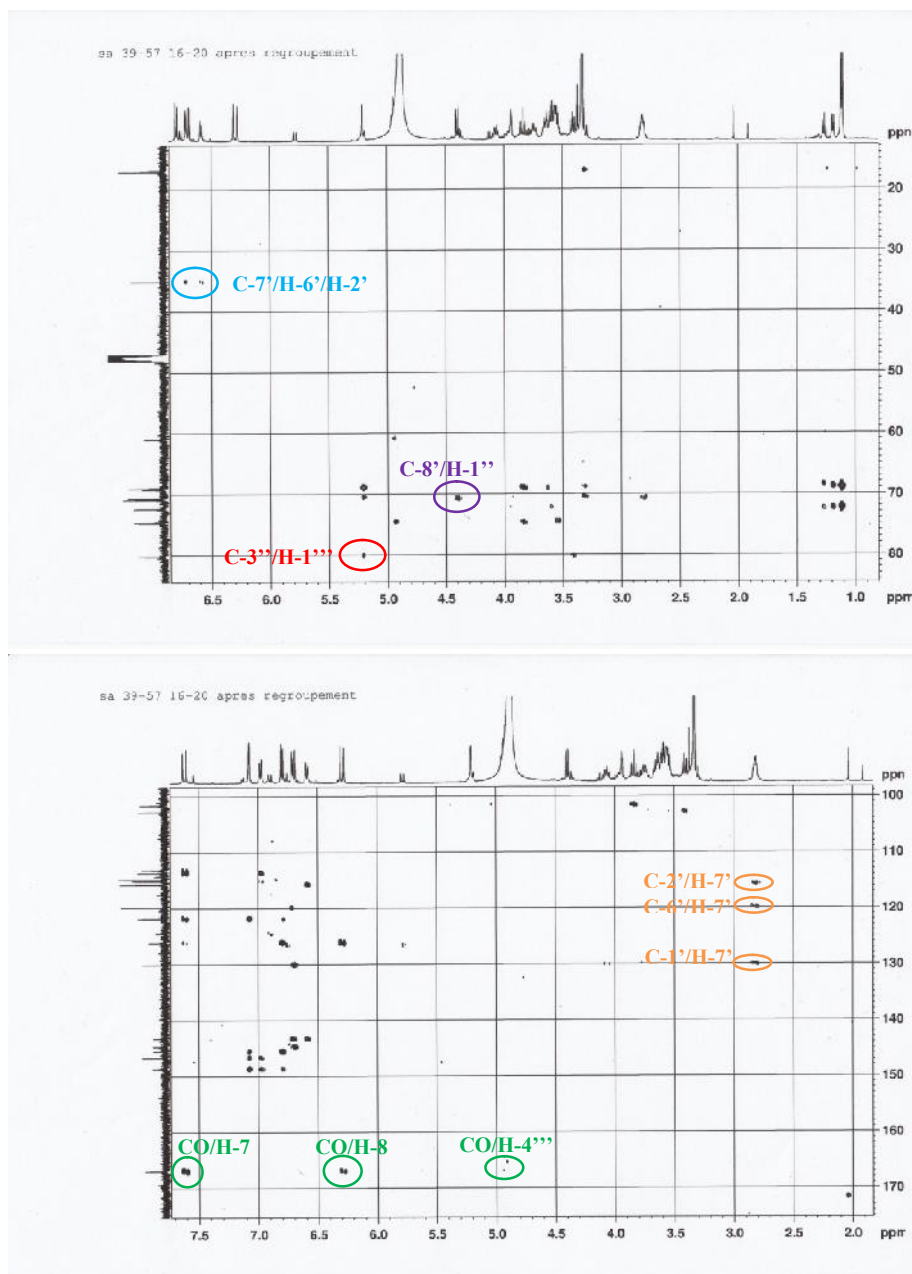 sa 39-57 16-20 apres regroupement
ppm
20
C-7’/H-6’/H-2’
30
40
50
60
C-8’/H-1’’
70
C-3’’/H-1’’’
80
6.5 6.0 5.5 5.0 4.5 4.0 3.5 3.0 2.5 2.0 1.5 1.0 ppm
sa 39-57 16-20 apres regroupement
ppm
100
110
C-2’/H-7’
120
C-6’/H-7’
C-1’/H-7’
130
140
150
160
CO/H-7 CO/H-8 CO/H-4’’’
170
7.5 7.0 6.5 6.0 5.5 5.0 4.5 4.0 3.5 3.0 2.5 2.0 ppm